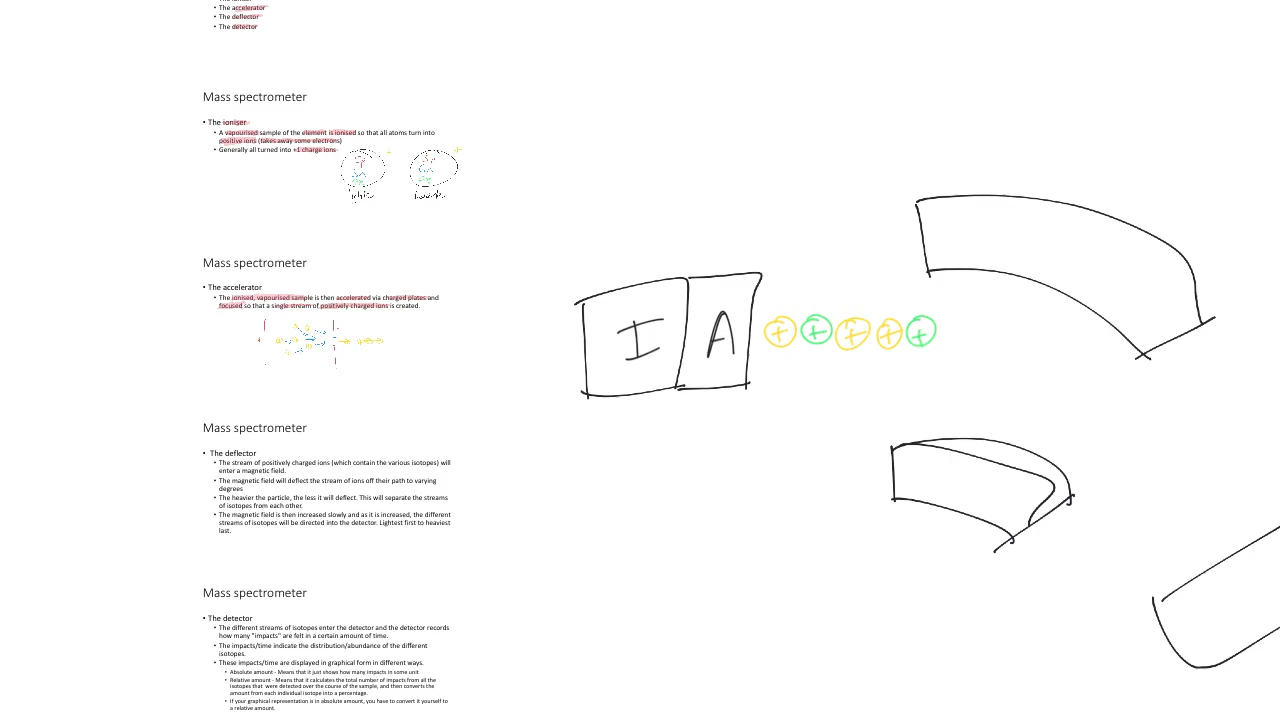 • The accelerator
• The deflector
• The detector
Mass spectrometer
• The ioniser
• A vapourised sample of the element is ionised so that all atoms turn into
positive ions (takes away some electrons)
• Generally all turned into +1 charge ions
Mass spectrometer
• The accelerator
• The ionised, vapourised sample is then accelerated via charged plates and
focused so that a single stream of positively charged ions is created.
I A + + + + +
Mass spectrometer
• The deflector
• The stream of positively charged ions (which contain the various isotopes) will
enter a magnetic field.
• The magnetic field will deflect the stream of ions off their path to varying
degrees
• The heavier the particle, the less it will deflect. This will separate the streams
of isotopes from each other.
• The magnetic field is then increased slowly and as it is increased, the different
streams of isotopes will be directed into the detector. Lightest first to heaviest
last.
Mass spectrometer
• The detector
• The different streams of isotopes enter the detector and the detector records
how many "impacts" are felt in a certain amount of time.
• The impacts/time indicate the distribution/abundance of the different
isotopes.
• These impacts/time are displayed in graphical form in different ways.
• Absolute amount - Means that it just shows how many impacts in some unit
• Relative amount - Means that it calculates the total number of impacts from all the
isotopes that were detected over the course of the sample, and then converts the
amount from each individual isotope into a percentage.
• If your graphical representation is in absolute amount, you have to convert it yourself to
a relative amount.